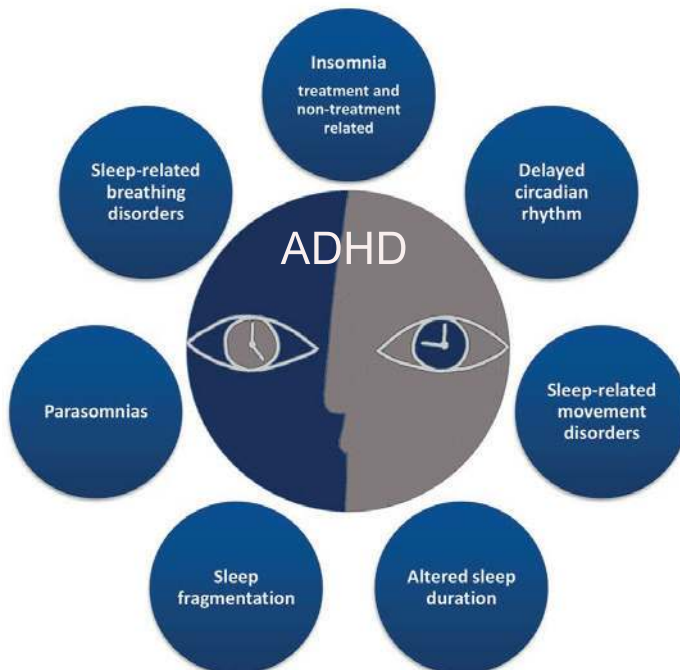 Insomnia
treatment and
non-treatment
related
Sleep-related
breathing
disorders
Delayed
circadian
rhythm
ADHD
Parasomnias
Sleep-related
movement
disorders
Sleep
fragmentation
Altered sleep
duration